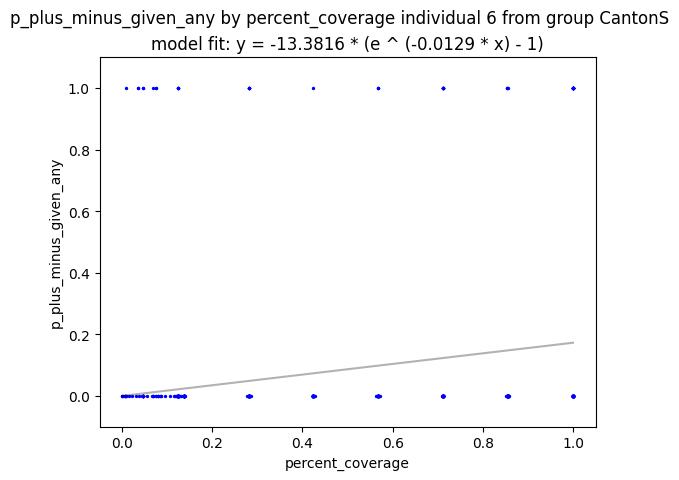 p_plus_minus_given_any by percent_coverage individual 6 from group CantonS
model fit: y = -13.3816 * (e ^ (-0.0129 * x) - 1)
1.0
0.8
0.6
0.4
0.2
0.0
p_plus_minus_given_any
0.0 0.2 0.4 0.6 0.8 1.0
percent_coverage